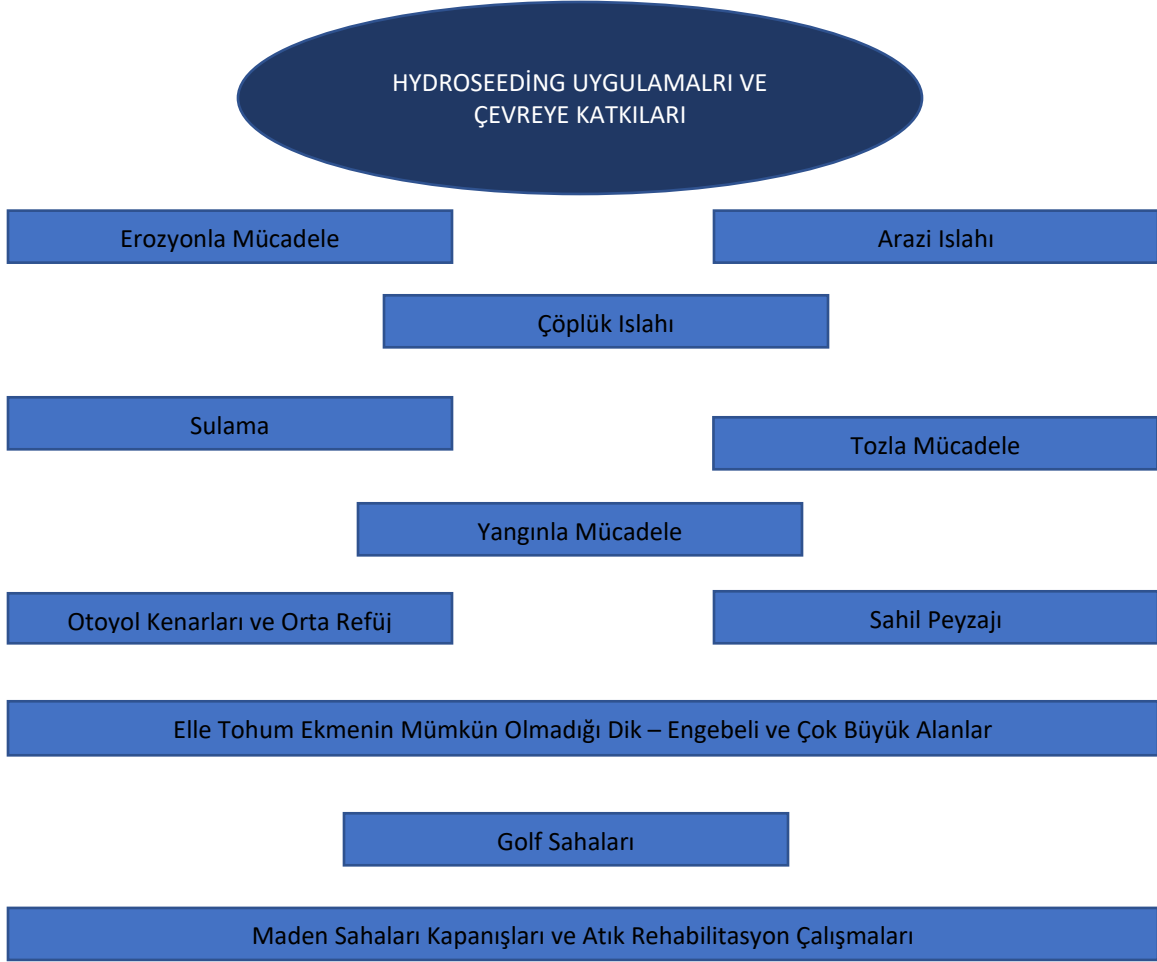 HYDROSEEDİNG UYGULAMALRI VE
ÇEVREYE KATKILARI
Erozyonla Mücadele
Arazi Islahı
Çöplük Islahı
Sulama
Tozla Mücadele
Yangınla Mücadele
Otoyol Kenarları ve Orta Refüj
Sahil Peyzajı
Elle Tohum Ekmenin Mümkün Olmadığı Dik – Engebeli ve Çok Büyük Alanlar
Golf Sahaları
Maden Sahaları Kapanışları ve Atık Rehabilitasyon Çalışmaları